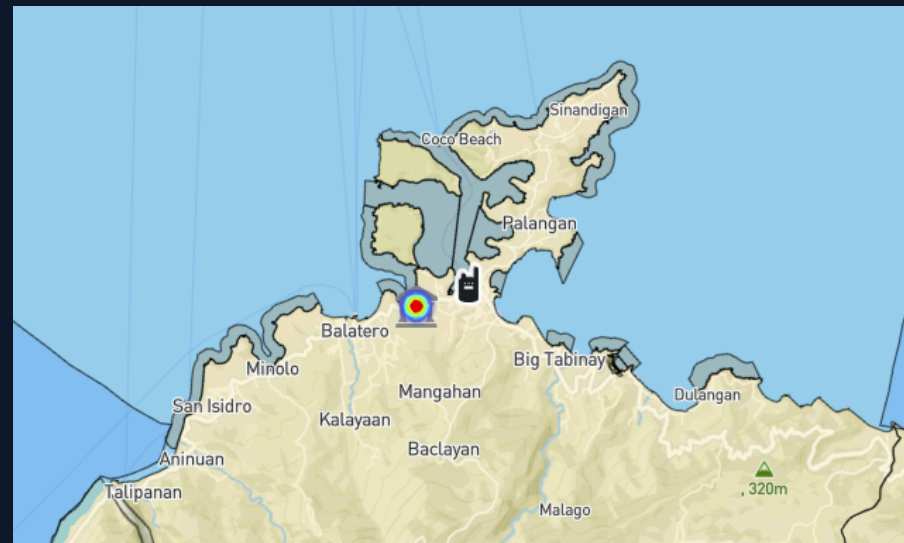 Sinandigan
Coco Beach
Palangan
Balatero
Big Tabinay
Minolo
Mangahan
Dulangan
San Isidro
Kalayaan
Baclayan
Aninuan
, 320m
Talipanan
Malago